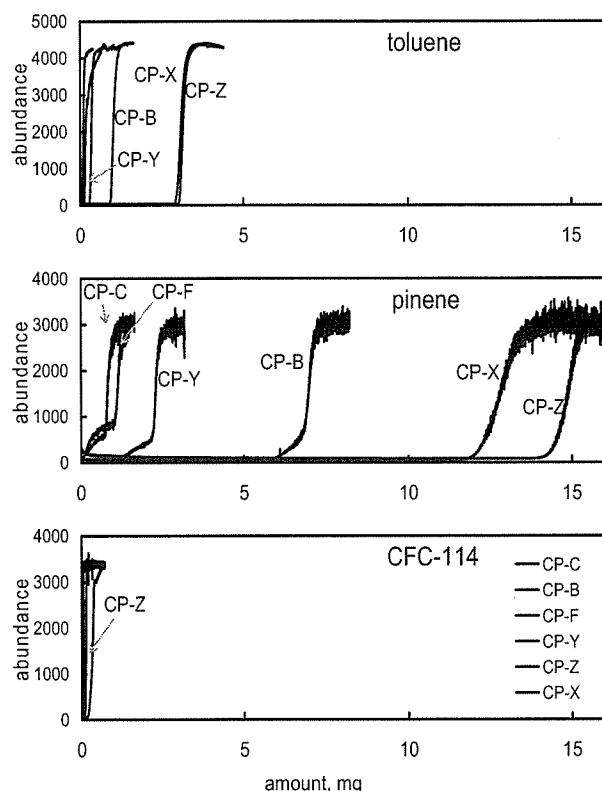 5000
4000
3000
2000
1000
0
abundance
toluene
CP-X
CP-Z
CP-B
CP-Y
0
5
10
15
4000
3000
2000
1000
0
abundance
pinene
CP-C
CP-F
CP-Y
CP-B
CP-X
CP-Z
0
5
10
15
4000
3000
2000
1000
0
abundance
CFC-114
CP-Z
CP-C
CP-B
CP-F
CP-Y
CP-Z
CP-X
0
5
10
15
amount, mg